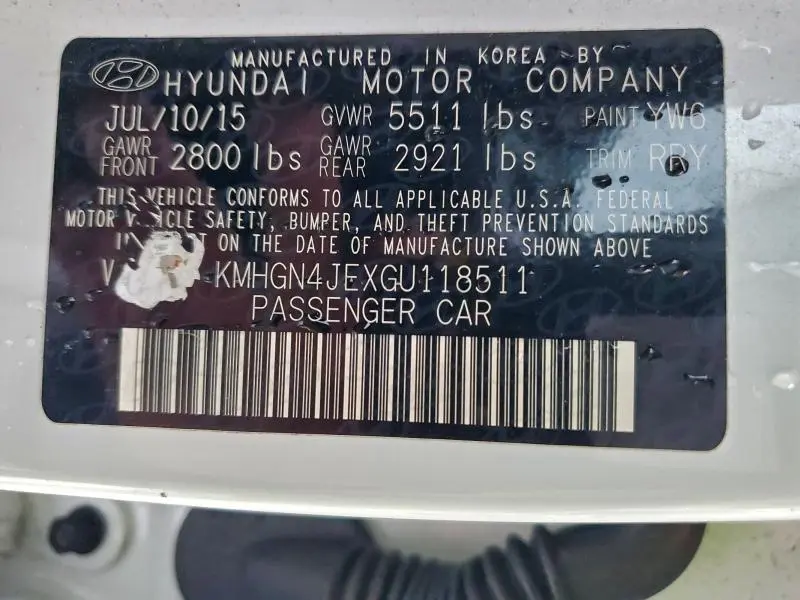 MANUFACTURED IN KOREA BY
HYUNDAI MOTOR COMPANY
JUL/10/15 GVWR 5511 lbs PAINT YW6
GAWR FRONT 2800 lbs GAWR REAR 2921 lbs TRIM RRY
THIS VEHICLE CONFORMS TO ALL APPLICABLE U.S.A. FEDERAL
MOTOR VEHICLE SAFETY, BUMPER, AND THEFT PREVENTION STANDARDS
ON THE DATE OF MANUFACTURE SHOWN ABOVE
KMHGN4JEXGU118511
PASSENGER CAR